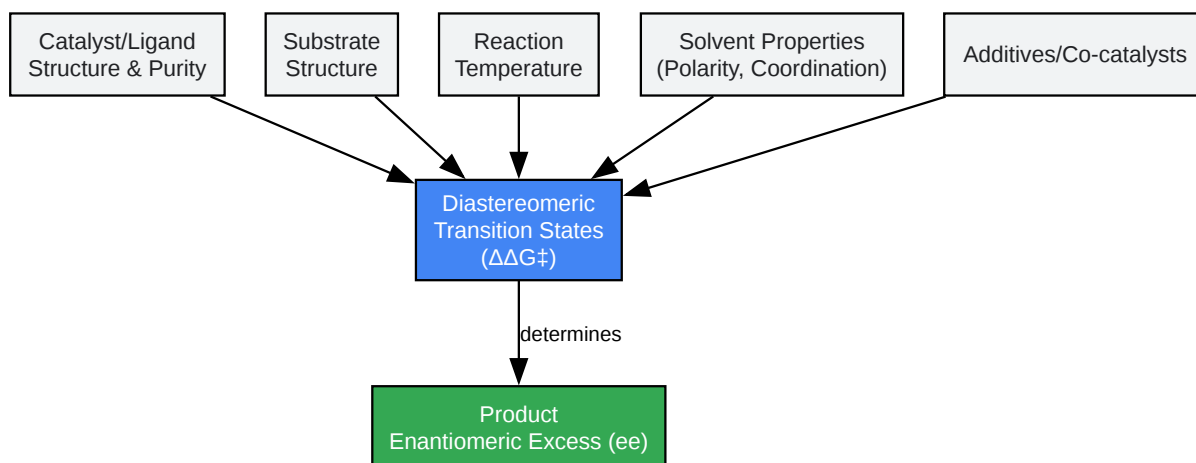 Catalyst/Ligand
Structure & Purity
Substrate
Structure
Reaction
Temperature
Solvent Properties
(Polarity, Coordination)
Additives/Co-catalysts
Diastereomeric
Transition States
(ΔΔG‡)
determines
Product
Enantiomeric Excess (ee)